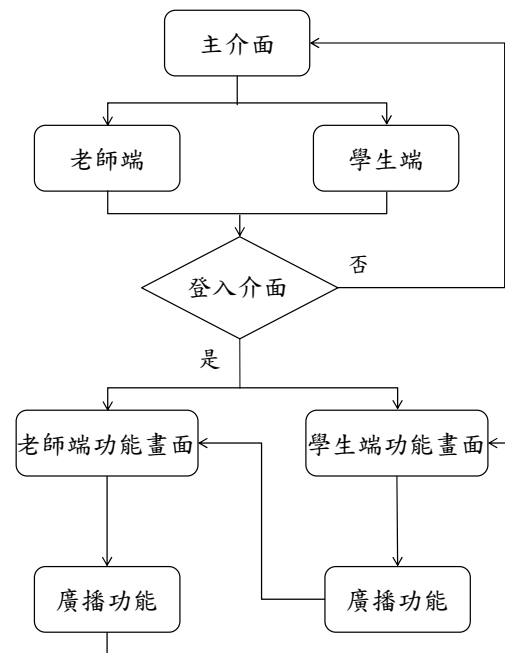 主介面
老師端
學生端
登入介面
否
是
老師端功能畫面
學生端功能畫面
廣播功能
廣播功能